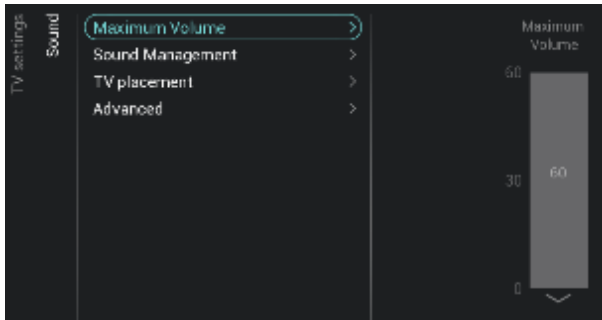 TV settings
Sound
Maximum Volume
Sound Management
TV placement
Advanced
Maximum
Volume
60
60
30
0